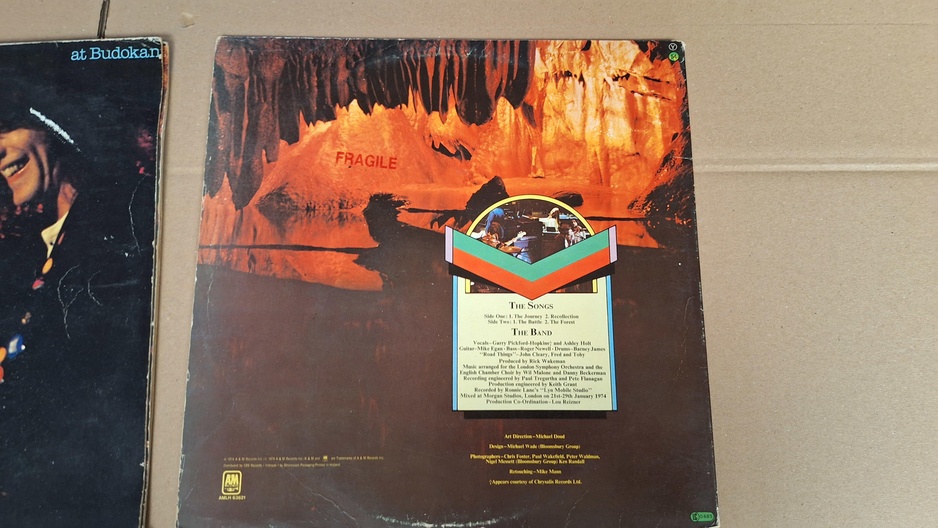 at Budokan
FRAGILE
THE SONGS
Side One: 1. The Journey 2. Recollection
Side Two: 1. The Battle 2. The Forest
THE BAND
Vocals–Garry Pickford-Hopkins† and Ashley Holt
Guitar–Mike Egan · Bass–Roger Newell · Drums–Barney James
"Road Things"–John Cleary, Fred and Toby
Produced by Rick Wakeman
Music arranged for the London Symphony Orchestra and the
English Chamber Choir by Wil Malone and Danny Beckerman
Recording engineered by Paul Tregurtha and Pete Flanagan
Production engineered by Keith Grant
Recorded by Ronnie Lane's "Lyn Mobile Studio"
Mixed at Morgan Studios, London on 21st-29th January 1974
Production Co-Ordination–Lou Reizner
Art Direction–Michael Doud
Design–Michael Wade (Bloomsbury Group)
Photographers–Chris Foster, Paul Wakefield, Peter Waldman,
Nigel Messett (Bloomsbury Group) Ken Randall
Retouching–Mike Mann
†Appears courtesy of Chrysalis Records Ltd.
A&M
RECORDS
AMLH 63621